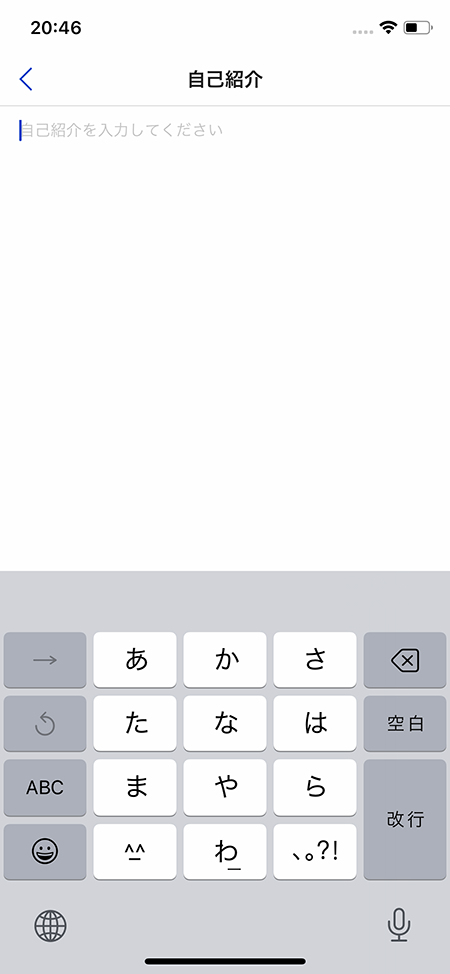 20:46
自己紹介
自己紹介を入力してください
→ あ か さ
た な は 空白
ABC ま や ら 改行
^_^ わ_ 、。?!